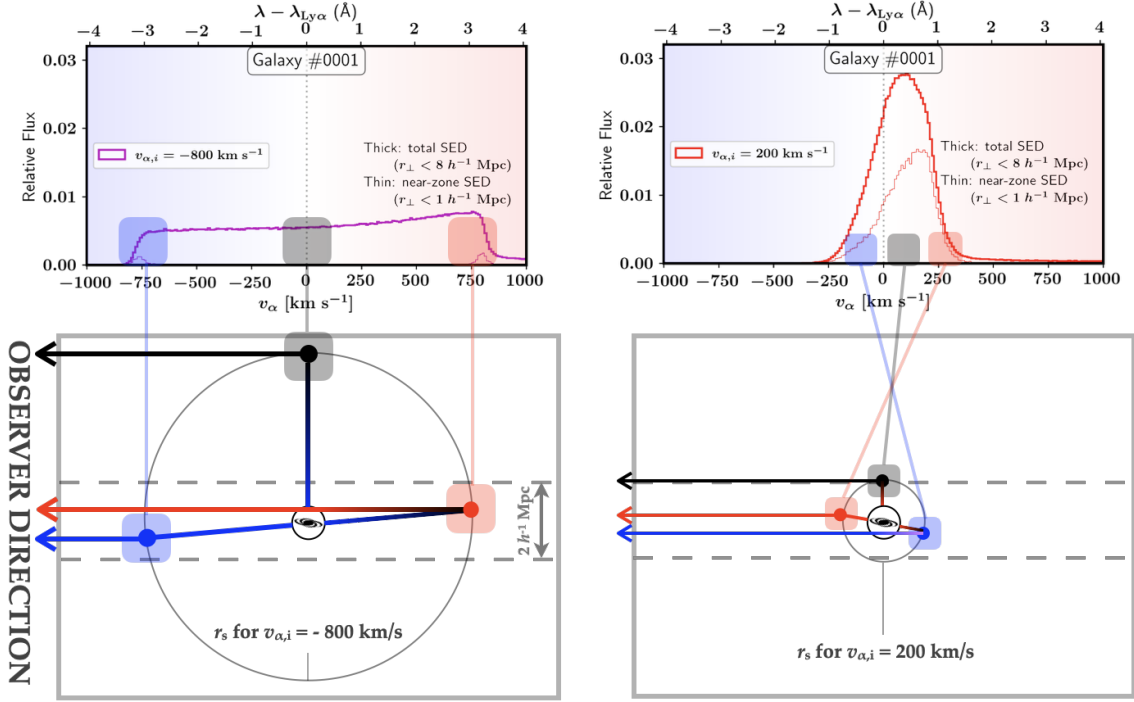 λ − λLyα (Å)
−4 −3 −2 −1 0 1 2 3 4
Galaxy #0001
0.03
0.02
0.01
0.00
Relative Flux
vα,i = −800 km s⁻¹
Thick: total SED
(r⊥ < 8 h⁻¹ Mpc)
Thin: near-zone SED
(r⊥ < 1 h⁻¹ Mpc)
−1000 −750 −500 −250 0 250 500 750 1000
vα [km s⁻¹]
λ − λLyα (Å)
−4 −3 −2 −1 0 1 2 3 4
Galaxy #0001
0.03
0.02
0.01
0.00
Relative Flux
vα,i = 200 km s⁻¹
Thick: total SED
(r⊥ < 8 h⁻¹ Mpc)
Thin: near-zone SED
(r⊥ < 1 h⁻¹ Mpc)
−1000 −750 −500 −250 0 250 500 750 1000
vα [km s⁻¹]
OBSERVER DIRECTION
2 h⁻¹ Mpc
rs for vα,i = - 800 km/s
rs for vα,i = 200 km/s